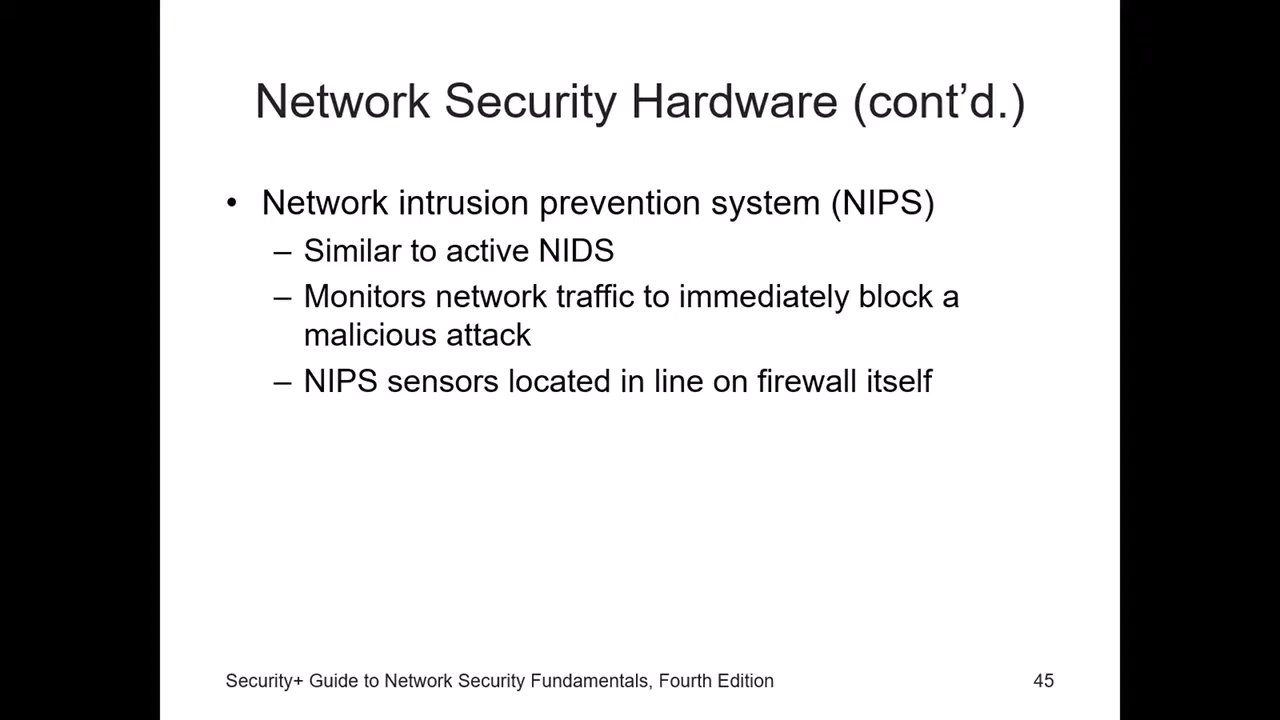 Network Security Hardware (cont’d.)
• Network intrusion prevention system (NIPS)
– Similar to active NIDS
– Monitors network traffic to immediately block a
malicious attack
– NIPS sensors located in line on firewall itself
Security+ Guide to Network Security Fundamentals, Fourth Edition
45